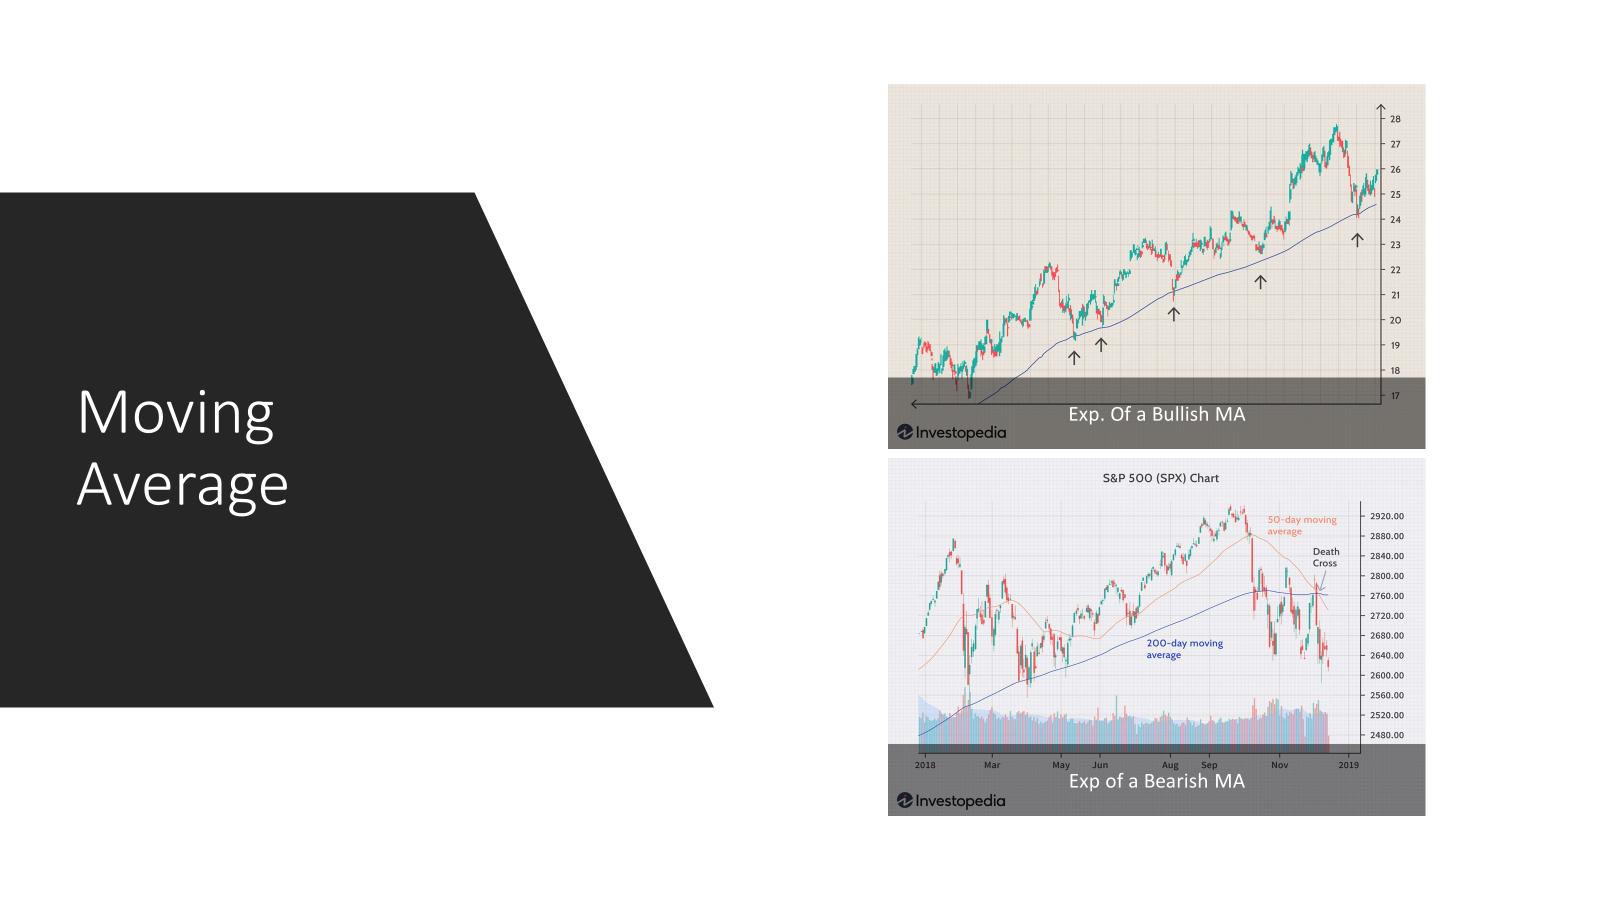 Moving
Average
28
27
26
25
24
23
22
21
20
19
18
17
Exp. Of a Bullish MA
Investopedia
S&P 500 (SPX) Chart
50-day moving
average
Death
Cross
200-day moving
average
2920.00
2880.00
2840.00
2800.00
2760.00
2720.00
2680.00
2640.00
2600.00
2560.00
2520.00
2480.00
2018 Mar May Jun Aug Sep Nov 2019
Exp of a Bearish MA
Investopedia